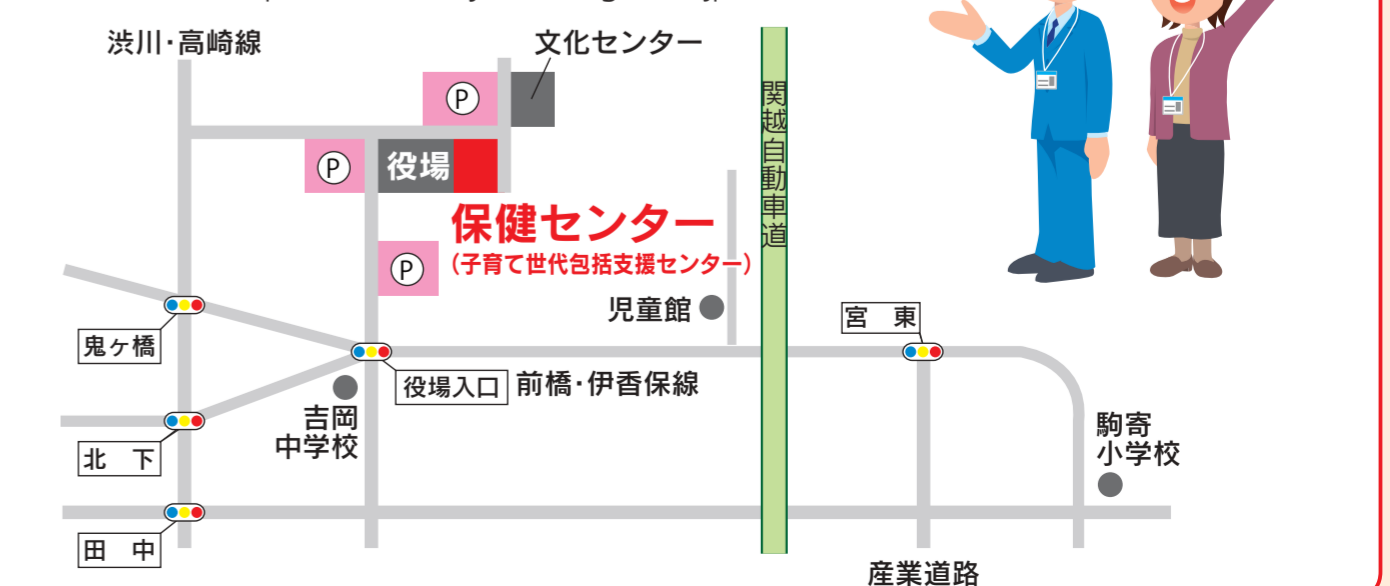 渋川・高崎線
文化センター
P
P
役場
関越自動車道
保健センター
(子育て世代包括支援センター)
P
児童館
宮 東
鬼ヶ橋
役場入口
前橋・伊香保線
吉岡
中学校
駒寄
小学校
北 下
田 中
産業道路